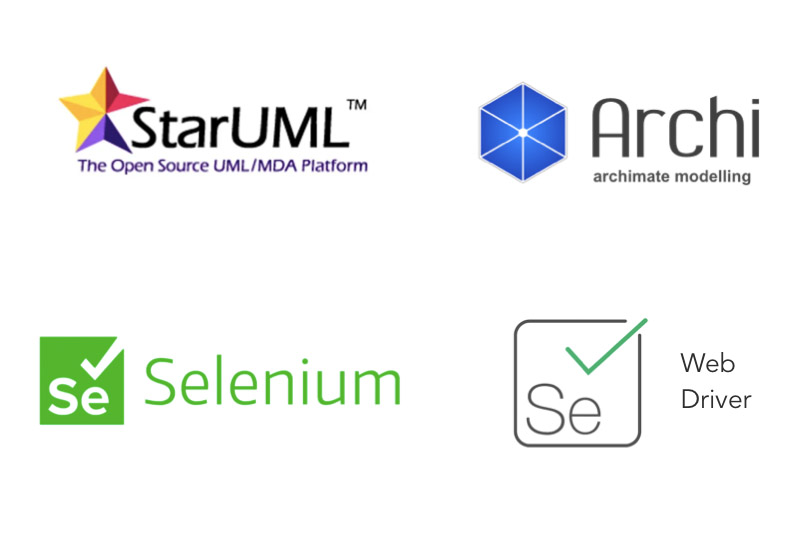 StarUML™
The Open Source UML/MDA Platform
Archi
archimate modelling
Se
Selenium
Se
Web
Driver